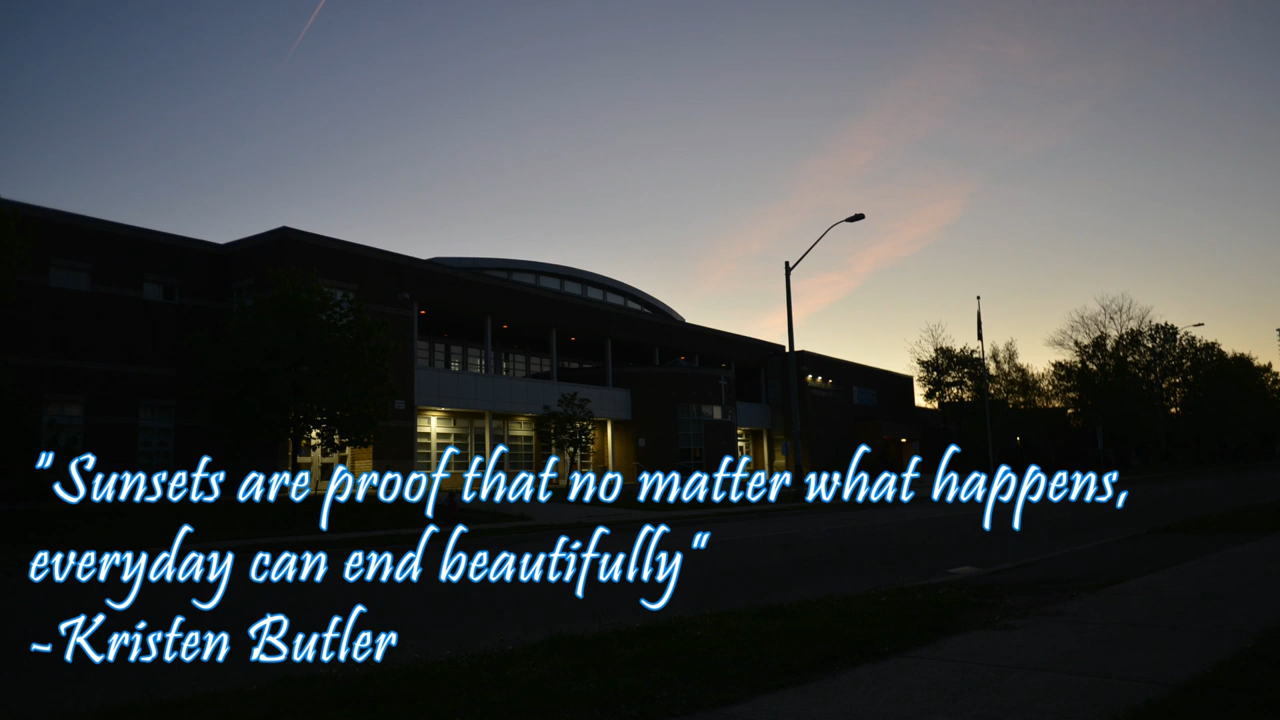 "Sunsets are proof that no matter what happens,
everyday can end beautifully"
-Kristen Butler